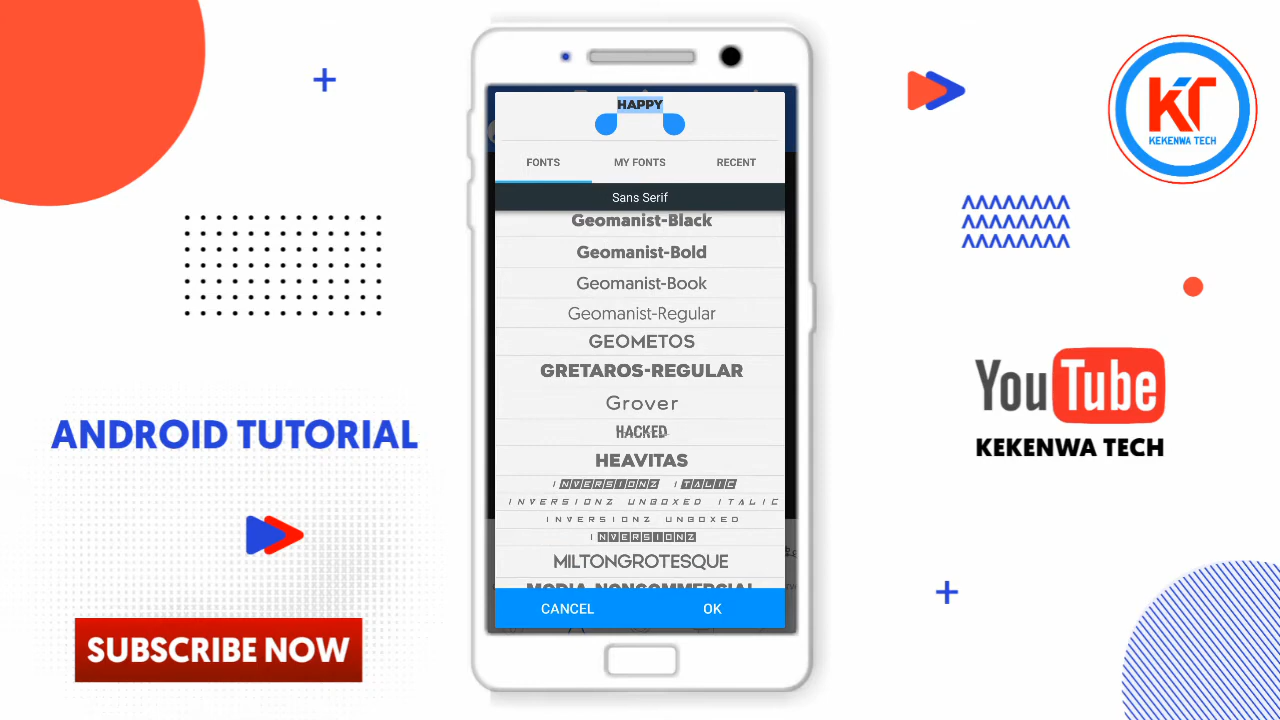 HAPPY
FONTS
MY FONTS
RECENT
Sans Serif
Geomanist-Black
Geomanist-Bold
Geomanist-Book
Geomanist-Regular
GEOMETOS
GRETAROS-REGULAR
Grover
HACKED
HEAVITAS
INVERSIONZ ITALIC
INVERSIONZ UNBOXED ITALIC
INVERSIONZ UNBOXED
INVERSIONZ
MILTONGROTESQUE
MODIA-NONCOMMERCIAL
CANCEL
OK
ANDROID TUTORIAL
SUBSCRIBE NOW
KT
KEKENWA TECH
YouTube
KEKENWA TECH